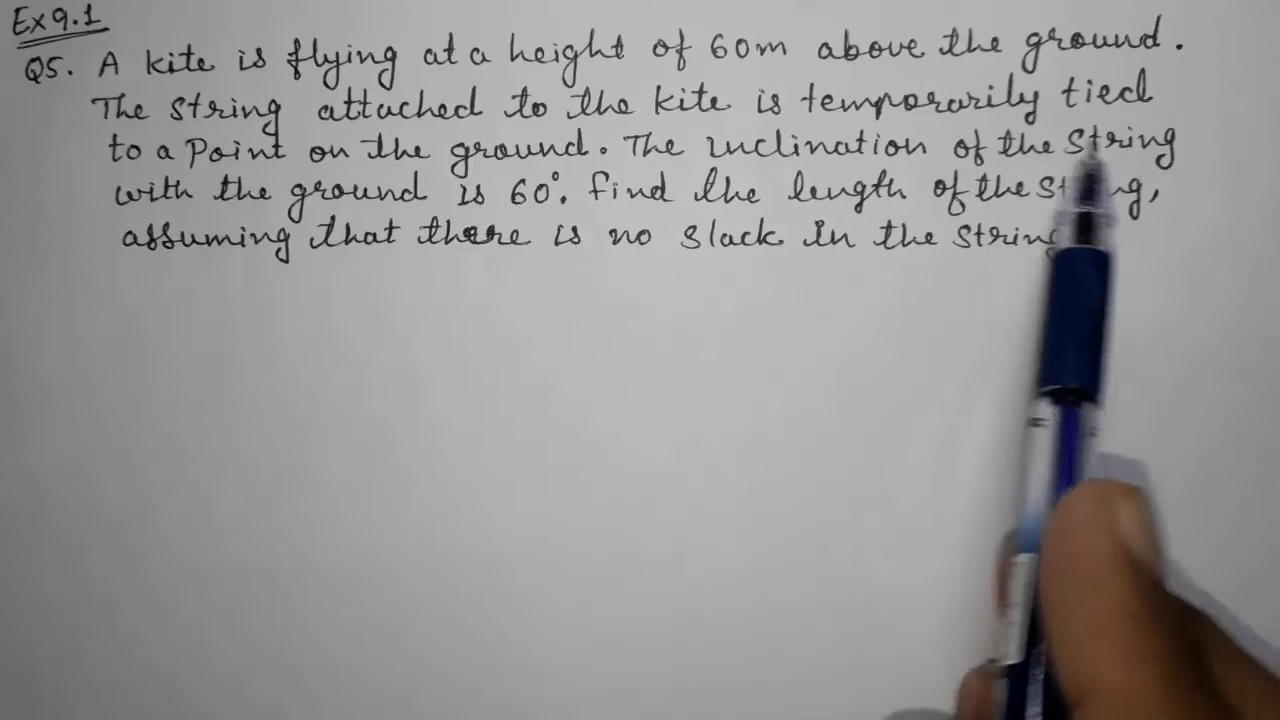 Ex 9.1
Q5. A kite is flying at a height of 60m above the ground.
The string attached to the kite is temporarily tied
to a point on the ground. The inclination of the string
with the ground is 60°. find the length of the
assuming that there is no slack in the string